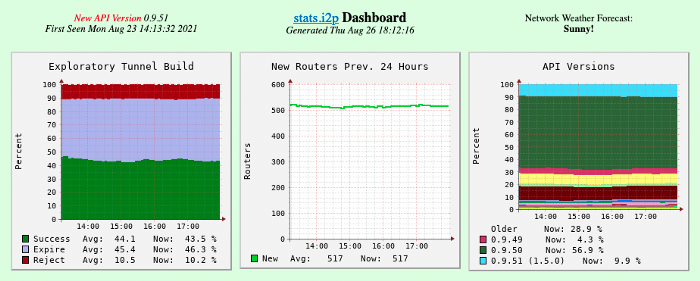 New API Version 0.9.51
First Seen Mon Aug 23 14:13:32 2021
stats.i2p Dashboard
Generated Thu Aug 26 18:12:16
Network Weather Forecast:
Sunny!
Exploratory Tunnel Build
100
90
80
70
60
50
40
30
20
10
0
Percent
14:00 15:00 16:00 17:00
Success Avg: 44.1 Now: 43.5 %
Expire Avg: 45.4 Now: 46.3 %
Reject Avg: 10.5 Now: 10.2 %
New Routers Prev. 24 Hours
600
500
400
300
200
100
0
Routers
14:00 15:00 16:00 17:00
New Avg: 517 Now: 517
API Versions
100
90
80
70
60
50
40
30
20
10
0
Percent
14:00 15:00 16:00 17:00
Older Now: 28.9 %
0.9.49 Now: 4.3 %
0.9.50 Now: 56.9 %
0.9.51 (1.5.0) Now: 9.9 %